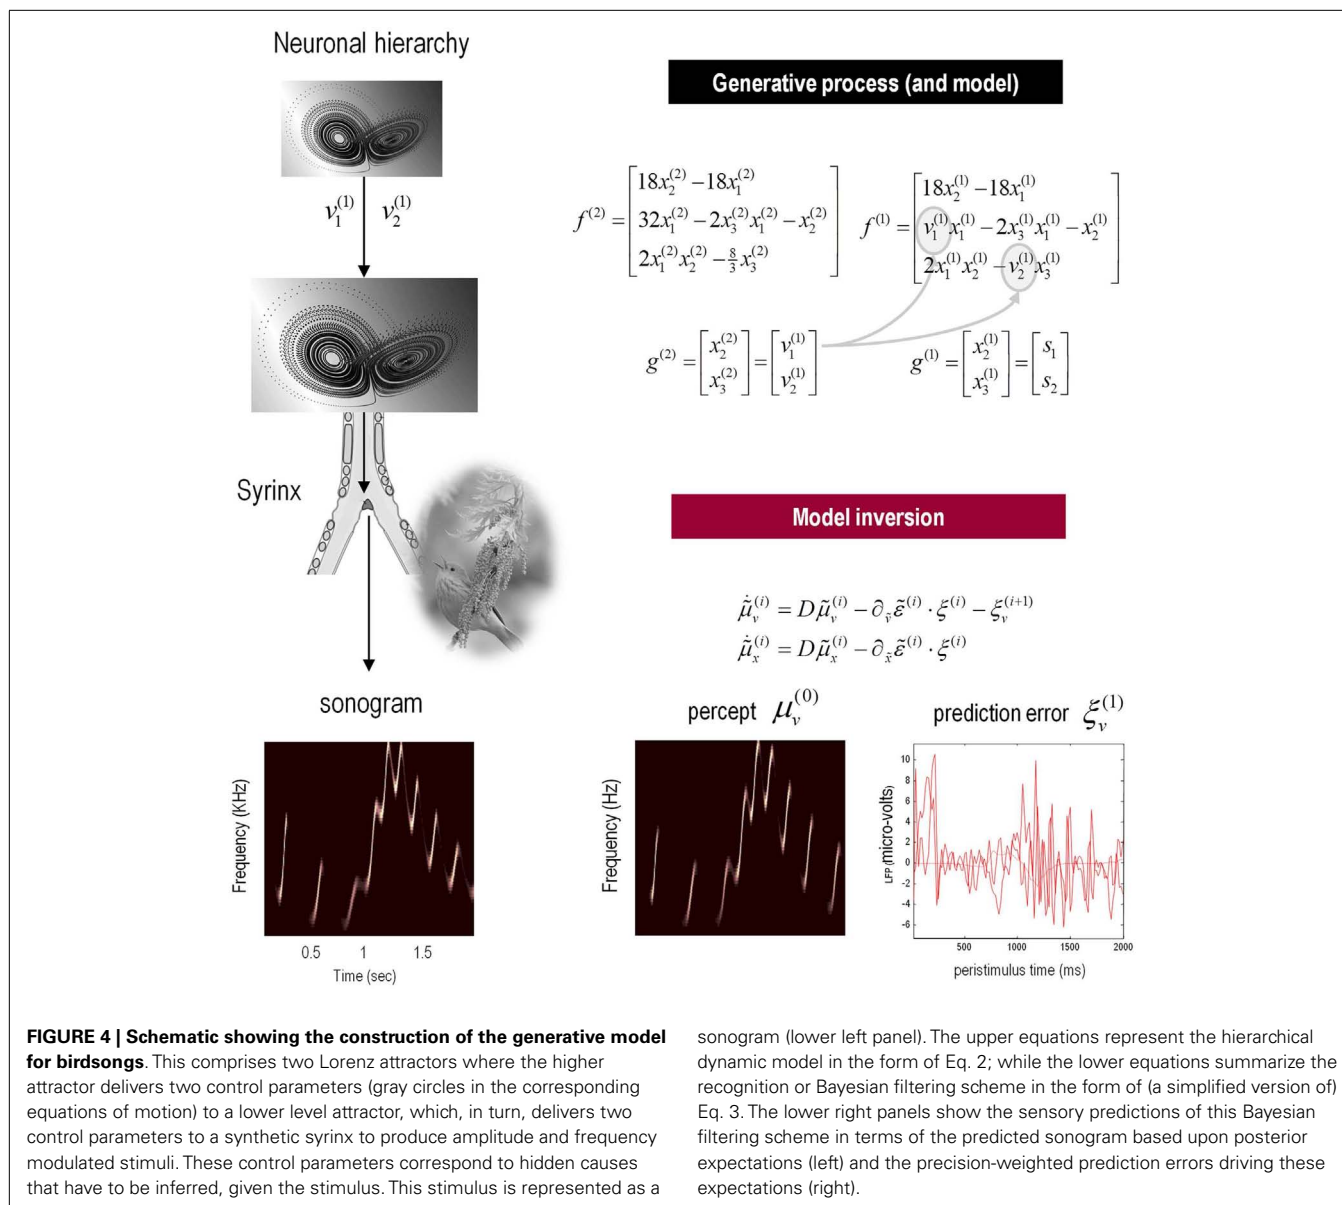 Neuronal hierarchy
v₁⁽¹⁾ v₂⁽¹⁾
Syrinx
sonogram
Frequency (KHz)
0.5 1 1.5
Time (sec)
Generative process (and model)
f⁽²⁾ = [18x₂⁽²⁾ − 18x₁⁽²⁾
32x₁⁽²⁾ − 2x₃⁽²⁾x₁⁽²⁾ − x₂⁽²⁾
2x₁⁽²⁾x₂⁽²⁾ − 8/3 x₃⁽²⁾]
f⁽¹⁾ = [18x₂⁽¹⁾ − 18x₁⁽¹⁾
v₁⁽¹⁾x₁⁽¹⁾ − 2x₃⁽¹⁾x₁⁽¹⁾ − x₂⁽¹⁾
2x₁⁽¹⁾x₂⁽¹⁾ − v₂⁽¹⁾x₃⁽¹⁾]
g⁽²⁾ = [x₂⁽²⁾ x₃⁽²⁾] = [v₁⁽¹⁾ v₂⁽¹⁾]
g⁽¹⁾ = [x₂⁽¹⁾ x₃⁽¹⁾] = [s₁ s₂]
Model inversion
μ̃̇ᵥ⁽ⁱ⁾ = Dμ̃ᵥ⁽ⁱ⁾ − ∂_ṽ ε̃⁽ⁱ⁾ · ξ⁽ⁱ⁾ − ξᵥ⁽ⁱ⁺¹⁾
μ̃̇ₓ⁽ⁱ⁾ = Dμ̃ₓ⁽ⁱ⁾ − ∂_x̃ ε̃⁽ⁱ⁾ · ξ⁽ⁱ⁾
percept μᵥ⁽⁰⁾
Frequency (Hz)
prediction error ξᵥ⁽¹⁾
LFP (micro-volts)
10
8
6
4
2
0
-2
-4
-6
500 1000 1500 2000
peristimulus time (ms)
FIGURE 4 | Schematic showing the construction of the generative model
for birdsongs. This comprises two Lorenz attractors where the higher
attractor delivers two control parameters (gray circles in the corresponding
equations of motion) to a lower level attractor, which, in turn, delivers two
control parameters to a synthetic syrinx to produce amplitude and frequency
modulated stimuli. These control parameters correspond to hidden causes
that have to be inferred, given the stimulus. This stimulus is represented as a
sonogram (lower left panel). The upper equations represent the hierarchical
dynamic model in the form of Eq. 2; while the lower equations summarize the
recognition or Bayesian filtering scheme in the form of (a simplified version of)
Eq. 3. The lower right panels show the sensory predictions of this Bayesian
filtering scheme in terms of the predicted sonogram based upon posterior
expectations (left) and the precision-weighted prediction errors driving these
expectations (right).